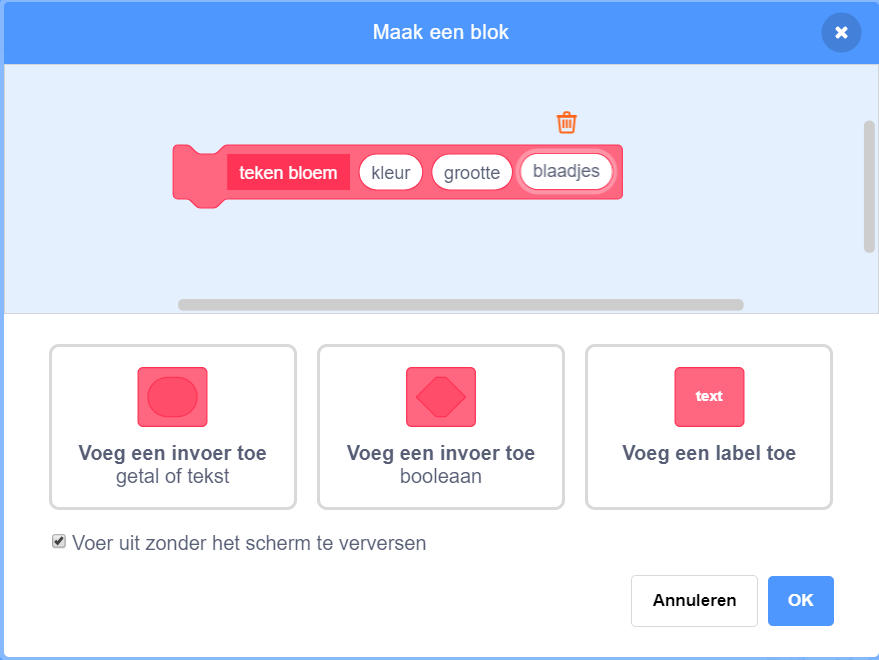 Maak een blok
teken bloem kleur grootte blaadjes
text
Voeg een invoer toe
getal of tekst
Voeg een invoer toe
booleaan
Voeg een label toe
Voer uit zonder het scherm te verversen
Annuleren
OK